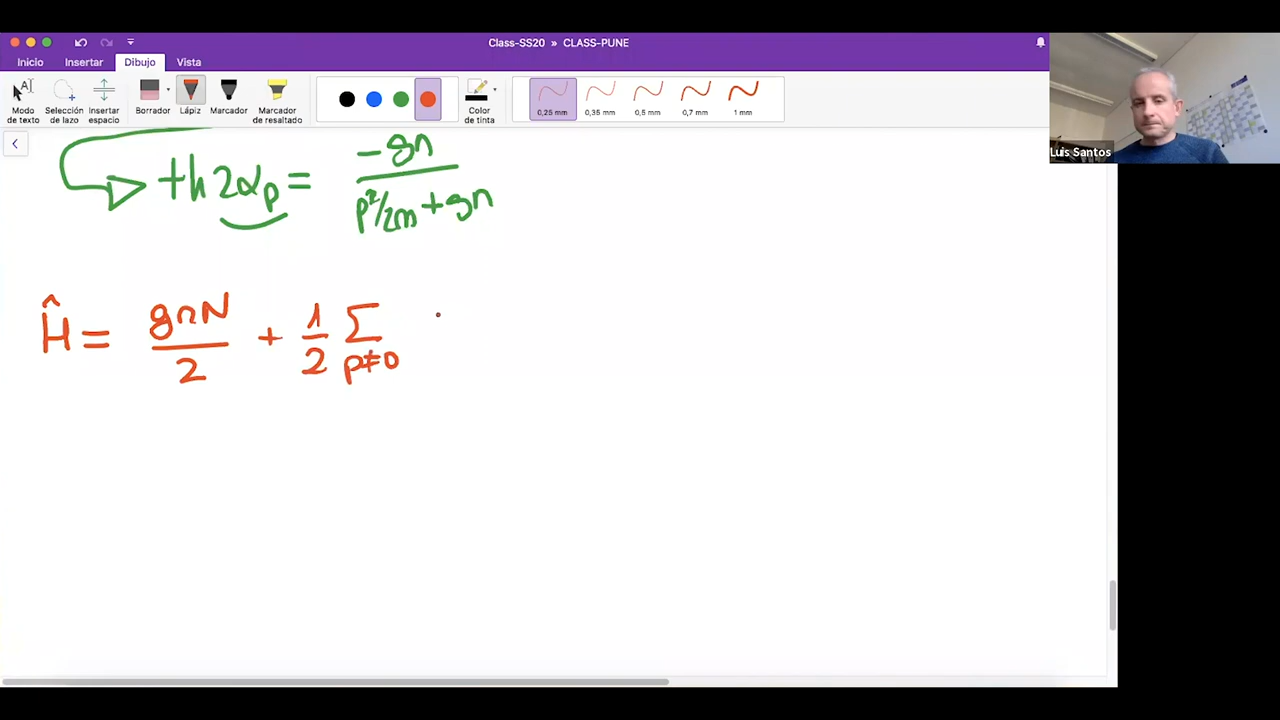 Class-SS20 » CLASS-PUNE
Inicio Insertar Dibujo Vista
Modo de texto
Selección de lazo
Insertar espacio
Borrador
Lápiz
Marcador
Marcador de resaltado
Color de tinta
0,25 mm 0,35 mm 0,5 mm 0,7 mm 1 mm
Luis Santos
th 2αₚ = -gn / (p²/2m + gn)
Ĥ = gnN/2 + 1/2 Σ p≠0